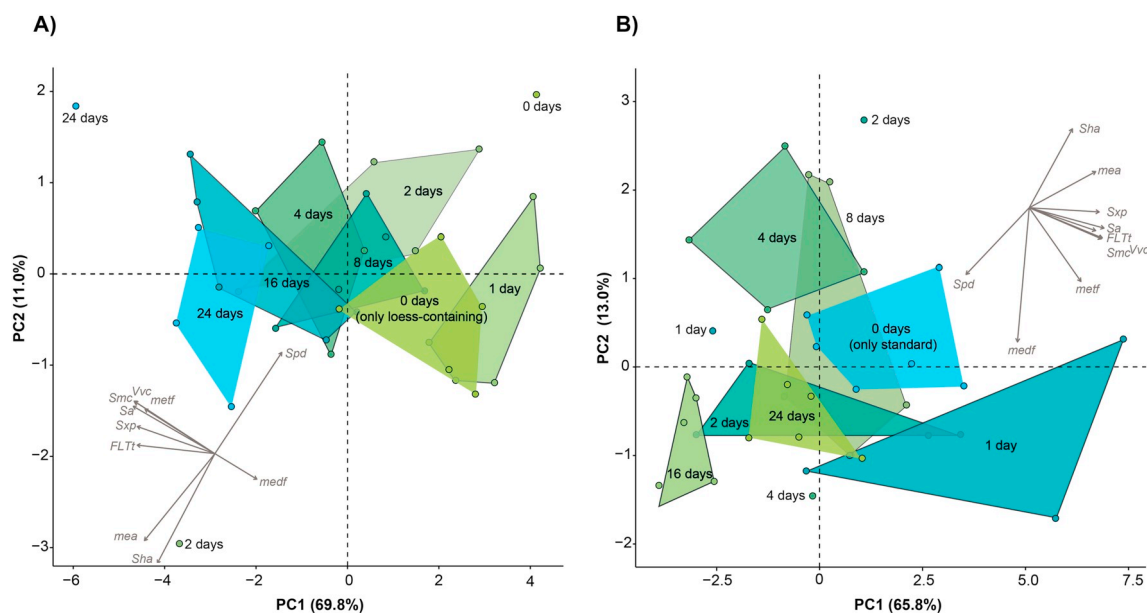 A)
2
1
0
−1
−2
−3
PC2 (11.0%)
−6
−4
−2
0
2
4
PC1 (69.8%)
24 days
0 days
2 days
4 days
8 days
16 days
1 day
0 days
(only loess-containing)
24 days
Spd
Vvc
Smc
metf
Sa
Sxp
FLTt
medf
mea
Sha
2 days
B)
3
2
1
0
−1
−2
PC2 (13.0%)
−2.5
0
2.5
5.0
7.5
PC1 (65.8%)
2 days
Sha
mea
8 days
4 days
Sxp
Sa
FLTt
SmcVvc
Spd
metf
1 day
0 days
(only standard)
medf
2 days
24 days
1 day
16 days
4 days